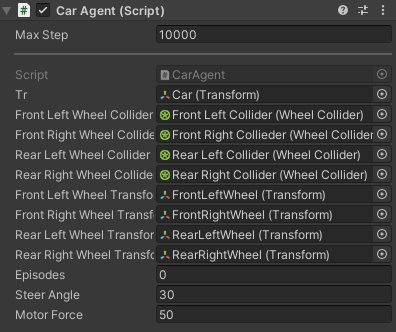 Car Agent (Script)
Max Step 10000
Script CarAgent
Tr Car (Transform)
Front Left Wheel Collider Front Left Collider (Wheel Collider)
Front Right Wheel Collide Front Right Collieder (Wheel Collider
Rear Left Wheel Collider Rear Left Collider (Wheel Collider)
Rear Right Wheel Collider Rear Right Collider (Wheel Collider)
Front Left Wheel Transfo FrontLeftWheel (Transform)
Front Right Wheel Transf FrontRightWheel (Transform)
Rear Left Wheel Transfo RearLeftWheel (Transform)
Rear Right Wheel Transfo RearRightWheel (Transform)
Episodes 0
Steer Angle 30
Motor Force 50